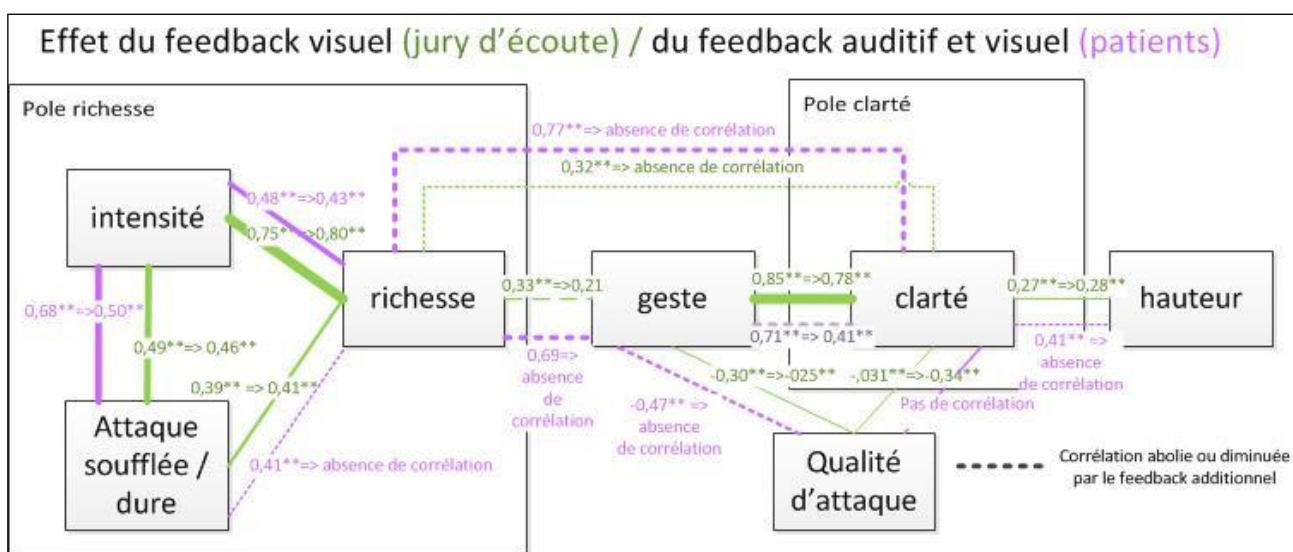 Effet du feedback visuel (jury d'écoute) / du feedback auditif et visuel (patients)
Pole richesse
Pole clarté
0,77**=> absence de corrélation
0,32**=> absence de corrélation
intensité
0,48**=>0,43**
0,75**=>0,80**
richesse
0,33**=>0,21
geste
0,85**=>0,78**
clarté
0,27**=>0,28**
hauteur
0,68**=>0,50**
0,49**=> 0,46**
0,39** => 0,41**
0,69=>
absence
de
corrélation
0,71**=> 0,41**
0,41** =>
absence
de corrélation
-0,30**=>-025**
-,031**=>-0,34**
-0,47** =>
absence
de corrélation
Pas de corrélation
Attaque
soufflée /
dure
0,41**=> absence de corrélation
Qualité
d'attaque
Corrélation abolie ou diminuée
par le feedback additionnel